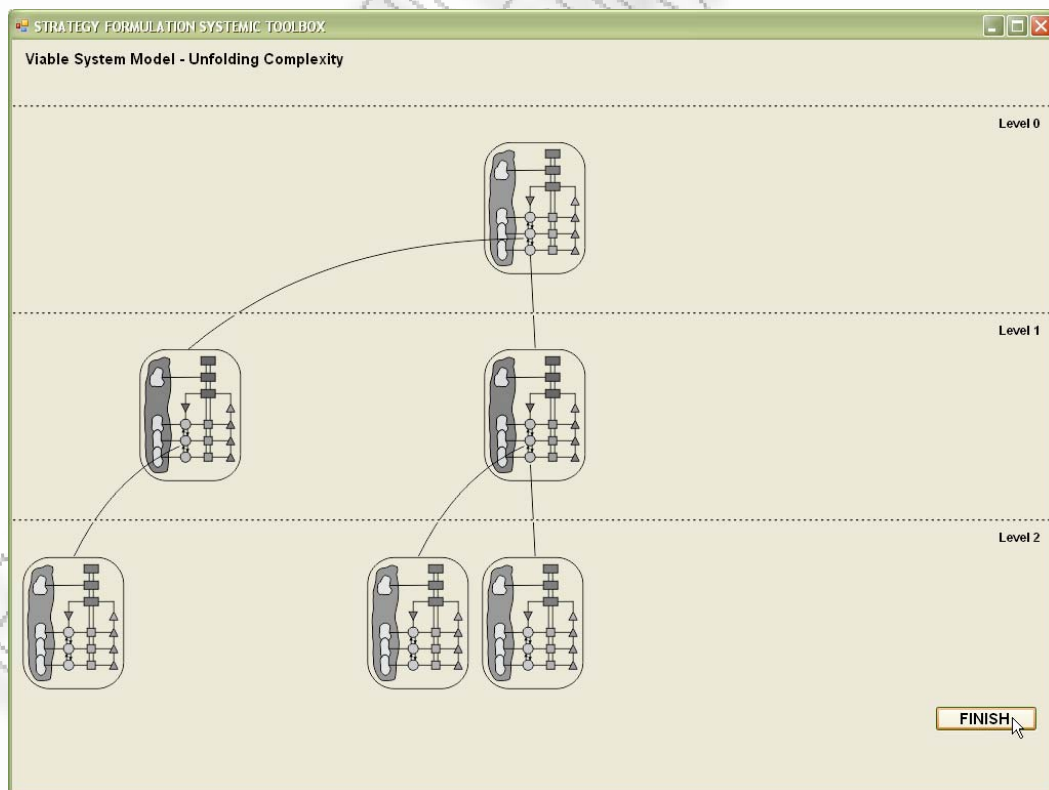 STRATEGY FORMULATION SYSTEMIC TOOLBOX
Viable System Model - Unfolding Complexity
Level 0
Level 1
Level 2
FINISH